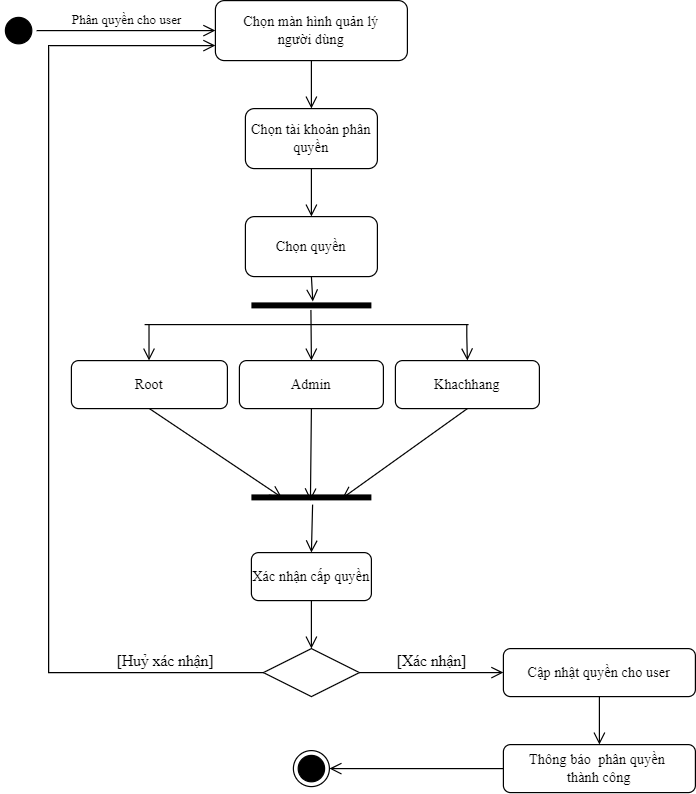 Phân quyền cho user
Chọn màn hình quản lý
người dùng
Chọn tài khoản phân
quyền
Chọn quyền
Root
Admin
Khachhang
Xác nhận cấp quyền
[Huỷ xác nhận]
[Xác nhận]
Cập nhật quyền cho user
Thông báo phân quyền
thành công